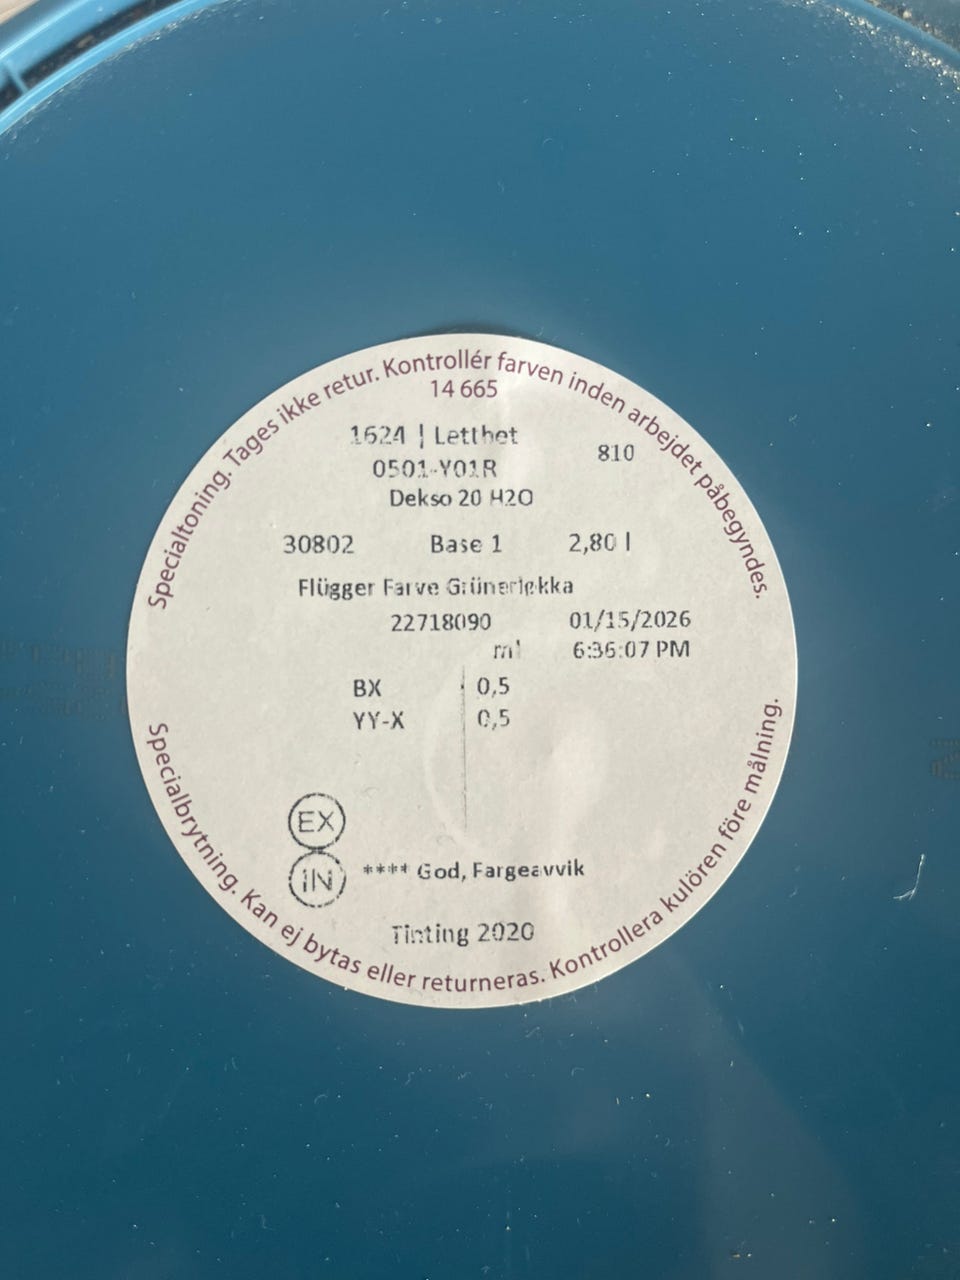 Specialtoning. Tages ikke retur. Kontrollér farven inden arbejdet påbegyndes.
14 665
1624 | Letthet
810
0501-Y01R
Dekso 20 H2O
30802 Base 1 2,80 l
Flügger Farve Grünerløkka
22718090 01/15/2026
ml 6:36:07 PM
BX 0,5
YY-X 0,5
EX
IN
**** God, Fargeavvik
Tinting 2020
Specialbrytning. Kan ej bytas eller returneras. Kontrollera kulören före målning.